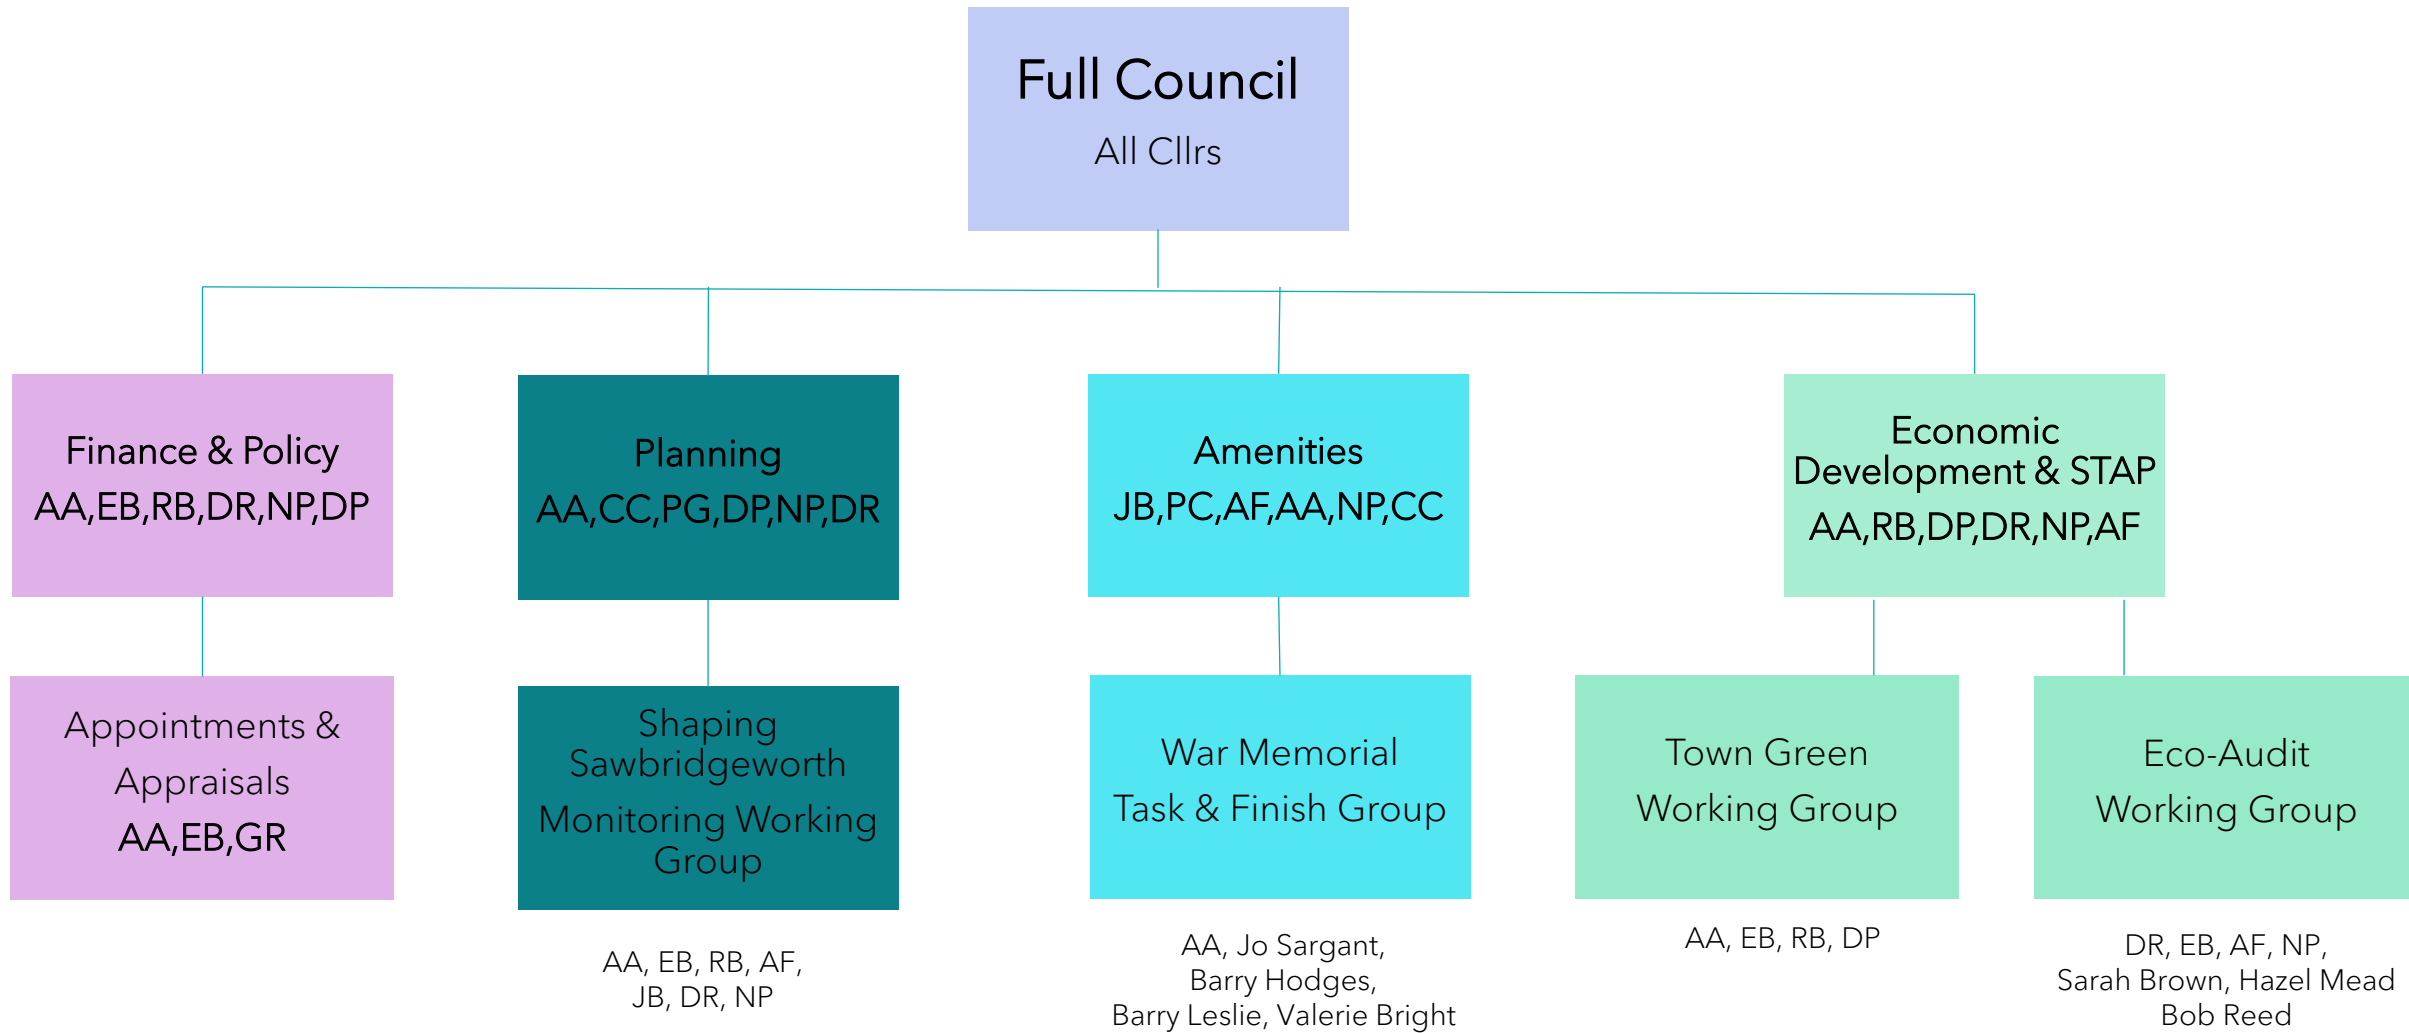 Full Council
All Cllrs
Finance & Policy
AA,EB,RB,DR,NP,DP
Planning
AA,CC,PG,DP,NP,DR
Amenities
JB,PC,AF,AA,NP,CC
Economic
Development & STAP
AA,RB,DP,DR,NP,AF
Appointments &
Appraisals
AA,EB,GR
Shaping
Sawbridgeworth
Monitoring Working
Group
AA, EB, RB, AF,
JB, DR, NP
War Memorial
Task & Finish Group
AA, Jo Sargant,
Barry Hodges,
Barry Leslie, Valerie Bright
Town Green
Working Group
AA, EB, RB, DP
Eco-Audit
Working Group
DR, EB, AF, NP,
Sarah Brown, Hazel Mead
Bob Reed